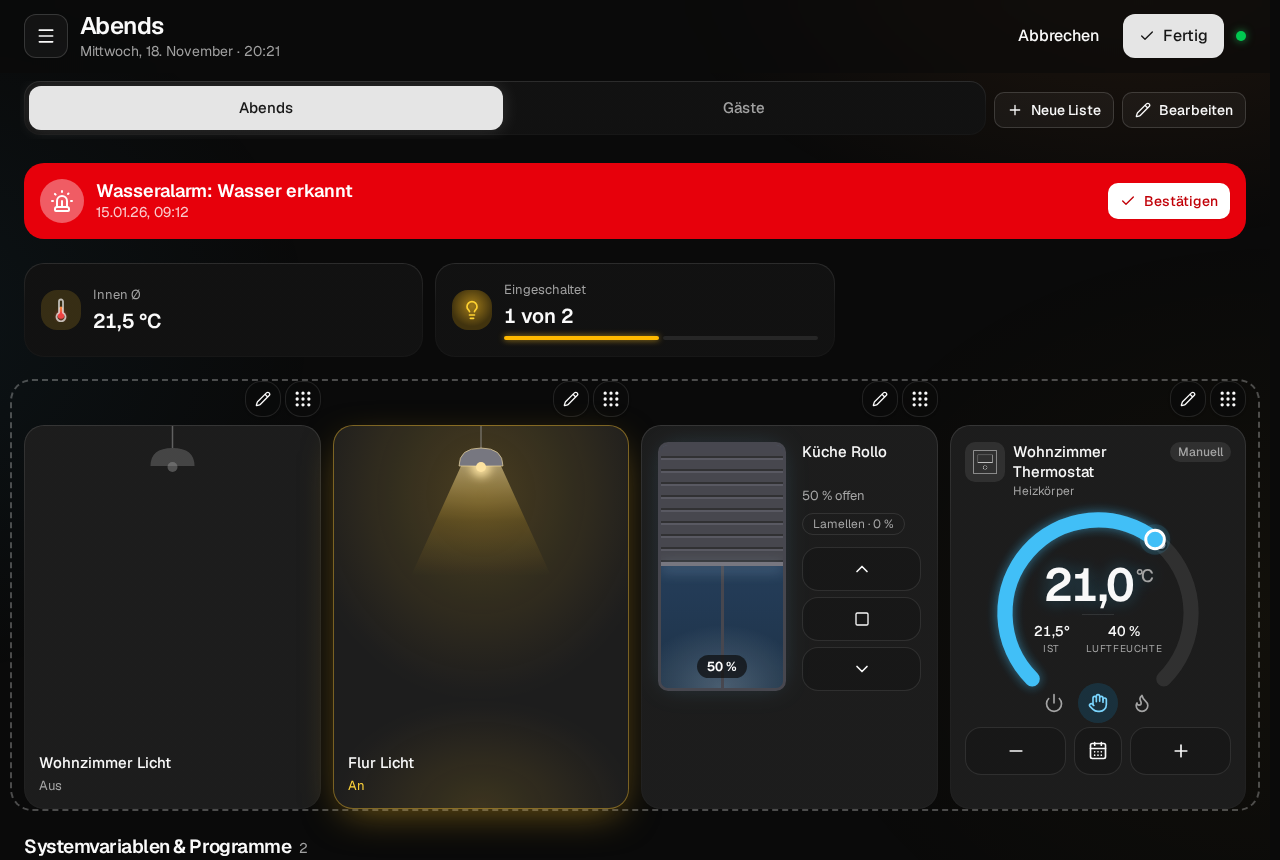 Abends
Mittwoch, 18. November · 20:21
Abbrechen
Fertig
Abends
Gäste
Neue Liste
Bearbeiten
Wasseralarm: Wasser erkannt
15.01.26, 09:12
Bestätigen
Innen Ø
21,5 °C
Eingeschaltet
1 von 2
Wohnzimmer Licht
Aus
Flur Licht
An
50 %
Küche Rollo
50 % offen
Lamellen · 0 %
Wohnzimmer
Thermostat
Heizkörper
Manuell
21,0 °C
21,5° 40 %
IST LUFTFEUCHTE
Systemvariablen & Programme 2